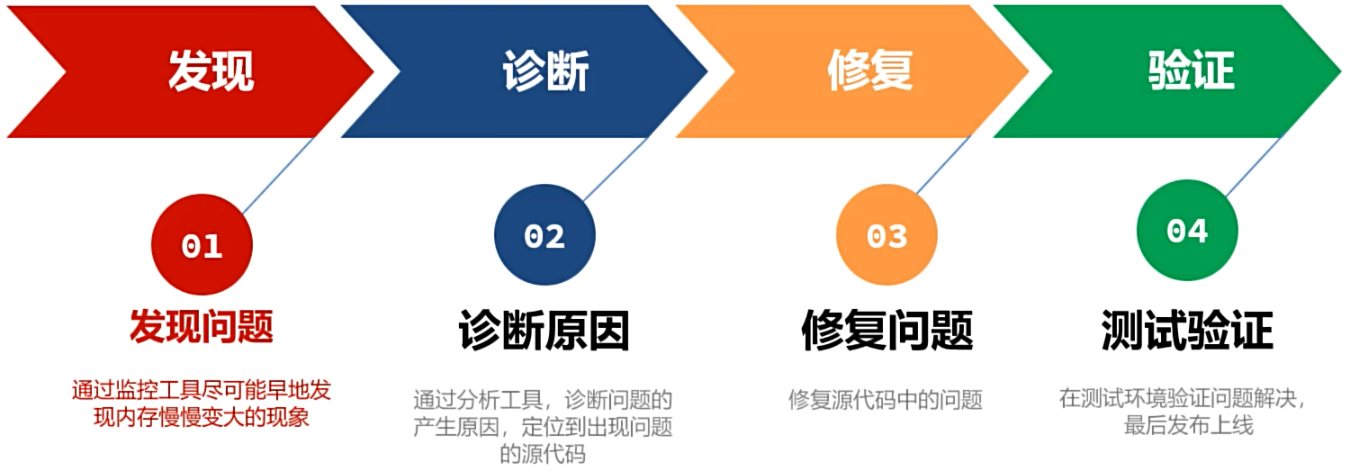 发现
诊断
修复
验证
01
发现问题
通过监控工具尽可能早地发
现内存慢慢变大的现象
02
诊断原因
通过分析工具，诊断问题的
产生原因，定位到出现问题
的源代码
03
修复问题
修复源代码中的问题
04
测试验证
在测试环境验证问题解决，
最后发布上线